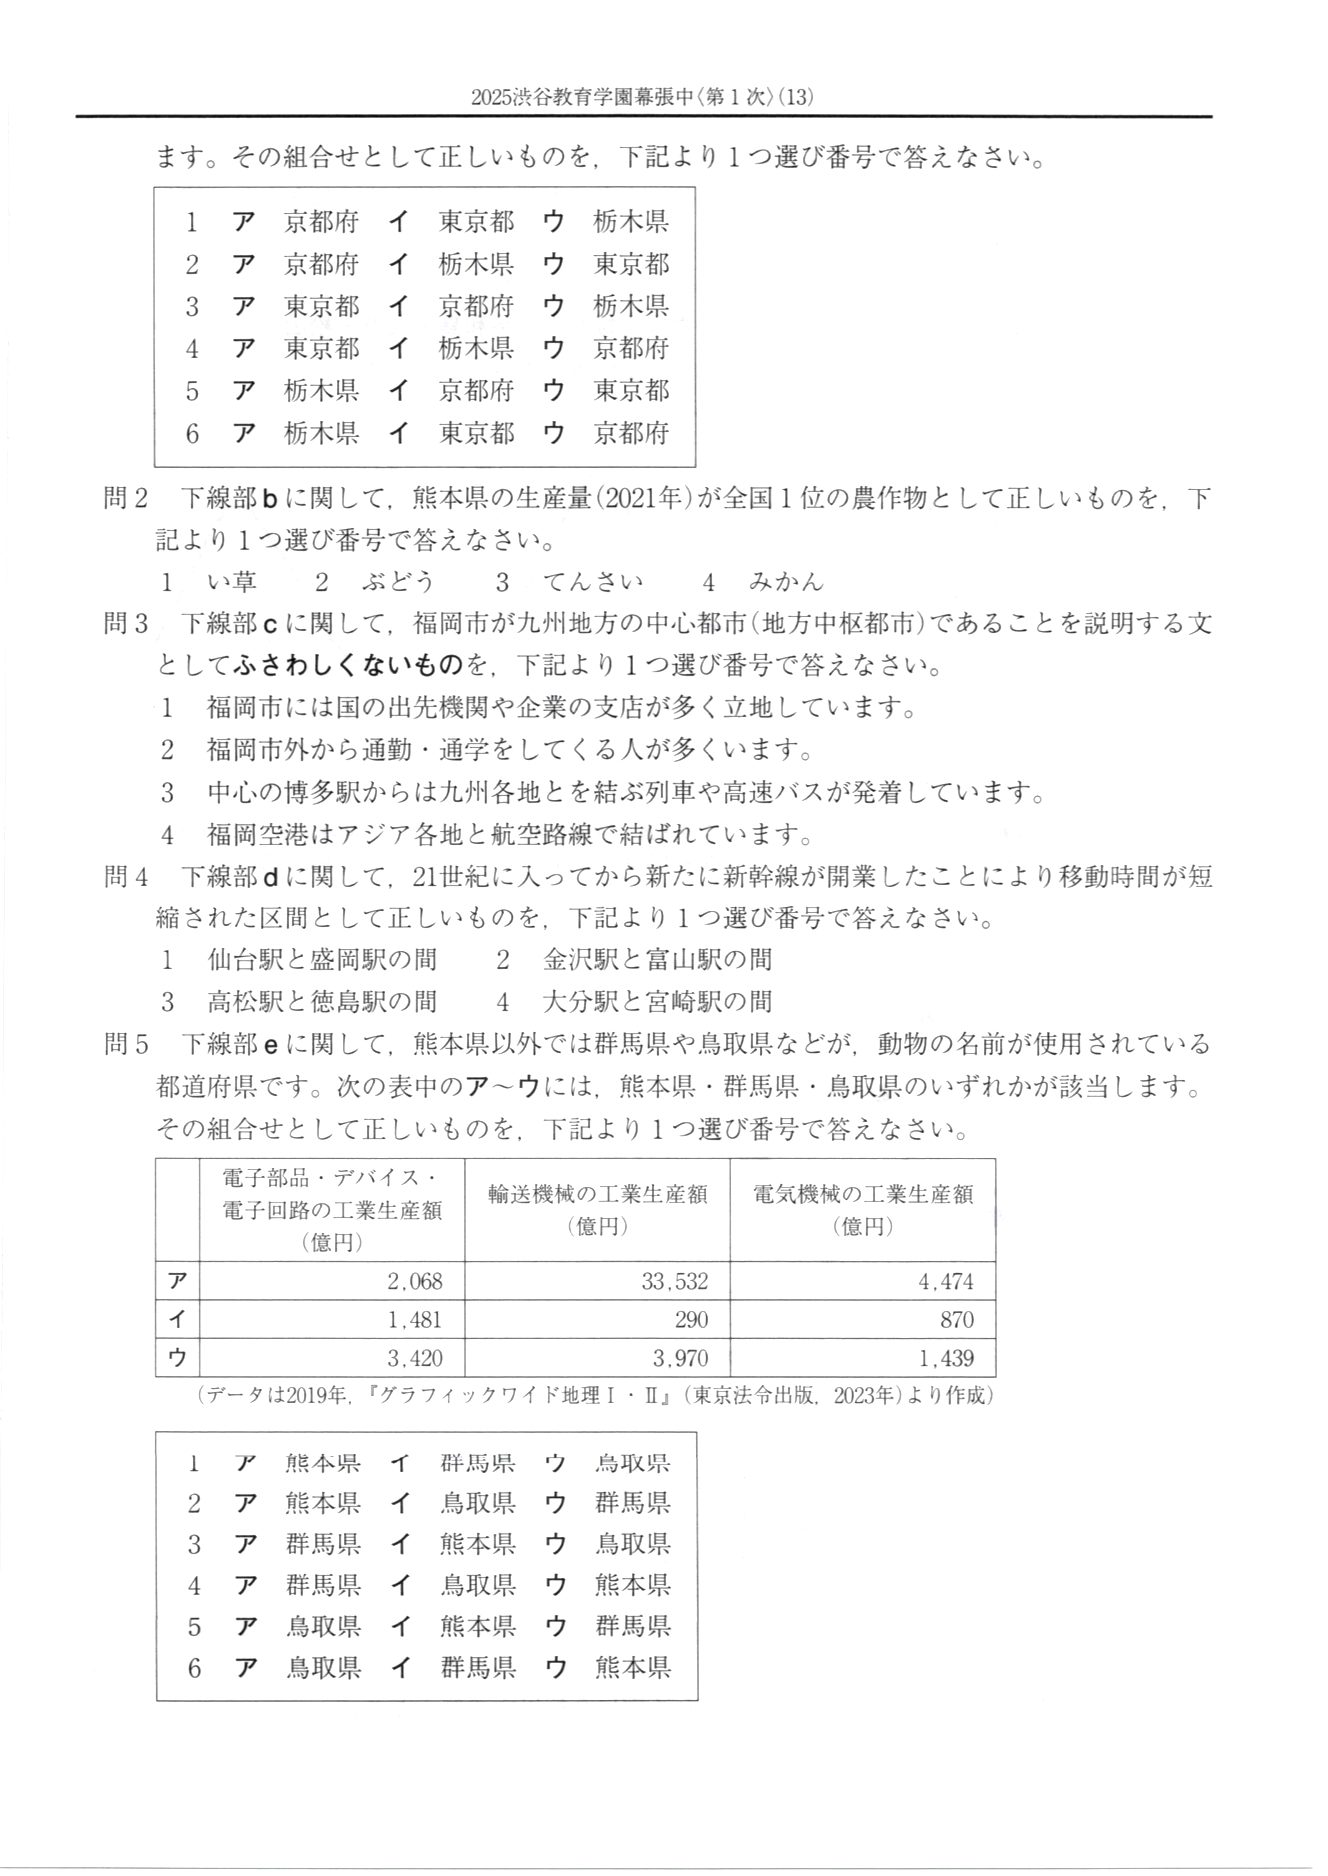 2025渋谷教育学園幕張中〈第1次〉(13)
ます。その組合せとして正しいものを，下記より1つ選び番号で答えなさい。
1 ア 京都府 イ 東京都 ウ 栃木県
2 ア 京都府 イ 栃木県 ウ 東京都
3 ア 東京都 イ 京都府 ウ 栃木県
4 ア 東京都 イ 栃木県 ウ 京都府
5 ア 栃木県 イ 京都府 ウ 東京都
6 ア 栃木県 イ 東京都 ウ 京都府
問2 下線部bに関して，熊本県の生産量(2021年)が全国1位の農作物として正しいものを，下
記より1つ選び番号で答えなさい。
1 い草 2 ぶどう 3 てんさい 4 みかん
問3 下線部cに関して，福岡市が九州地方の中心都市(地方中枢都市)であることを説明する文
としてふさわしくないものを，下記より1つ選び番号で答えなさい。
1 福岡市には国の出先機関や企業の支店が多く立地しています。
2 福岡市外から通勤・通学をしてくる人が多くいます。
3 中心の博多駅からは九州各地とを結ぶ列車や高速バスが発着しています。
4 福岡空港はアジア各地と航空路線で結ばれています。
問4 下線部dに関して，21世紀に入ってから新たに新幹線が開業したことにより移動時間が短
縮された区間として正しいものを，下記より1つ選び番号で答えなさい。
1 仙台駅と盛岡駅の間 2 金沢駅と富山駅の間
3 高松駅と徳島駅の間 4 大分駅と宮崎駅の間
問5 下線部eに関して，熊本県以外では群馬県や鳥取県などが，動物の名前が使用されている
都道府県です。次の表中のア～ウには，熊本県・群馬県・鳥取県のいずれかが該当します。
その組合せとして正しいものを，下記より1つ選び番号で答えなさい。
電子部品・デバイス・
電子回路の工業生産額
(億円)
輸送機械の工業生産額
(億円)
電気機械の工業生産額
(億円)
ア 2,068 33,532 4,474
イ 1,481 290 870
ウ 3,420 3,970 1,439
(データは2019年，『グラフィックワイド地理Ⅰ・Ⅱ』(東京法令出版，2023年)より作成)
1 ア 熊本県 イ 群馬県 ウ 鳥取県
2 ア 熊本県 イ 鳥取県 ウ 群馬県
3 ア 群馬県 イ 熊本県 ウ 鳥取県
4 ア 群馬県 イ 鳥取県 ウ 熊本県
5 ア 鳥取県 イ 熊本県 ウ 群馬県
6 ア 鳥取県 イ 群馬県 ウ 熊本県